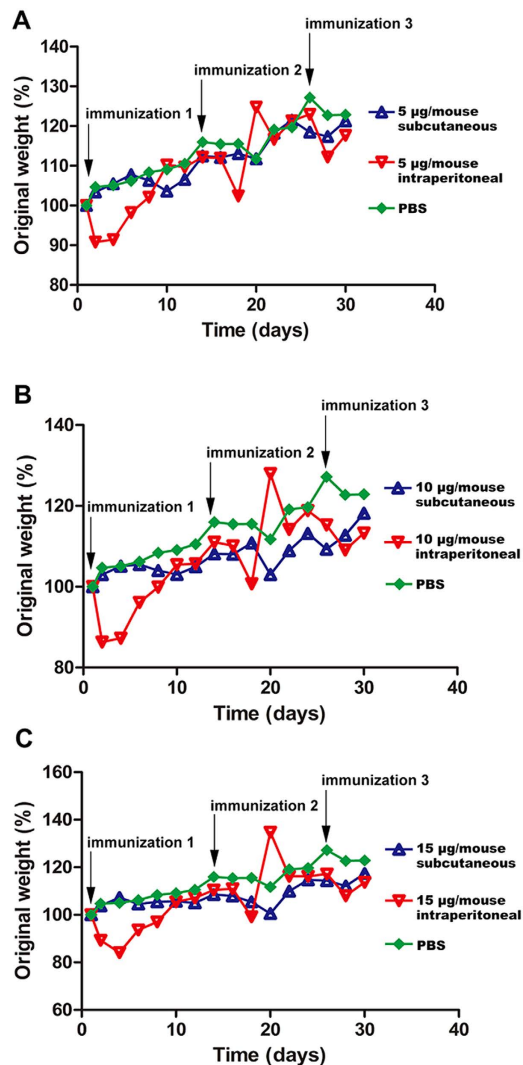 A
immunization 3
140
immunization 2
130
5 µg/mouse
subcutaneous
immunization 1
120
5 µg/mouse
intraperitoneal
110
PBS
100
90
80
Original weight (%)
0 10 20 30 40
Time (days)
B
immunization 3
140
immunization 2
10 µg/mouse
subcutaneous
immunization 1
120
10 µg/mouse
intraperitoneal
100
PBS
80
Original weight (%)
0 10 20 30 40
Time (days)
C
160
immunization 3
immunization 2
140
immunization 1
15 µg/mouse
subcutaneous
120
15 µg/mouse
intraperitoneal
100
PBS
80
60
Original weight (%)
0 10 20 30 40
Time (days)